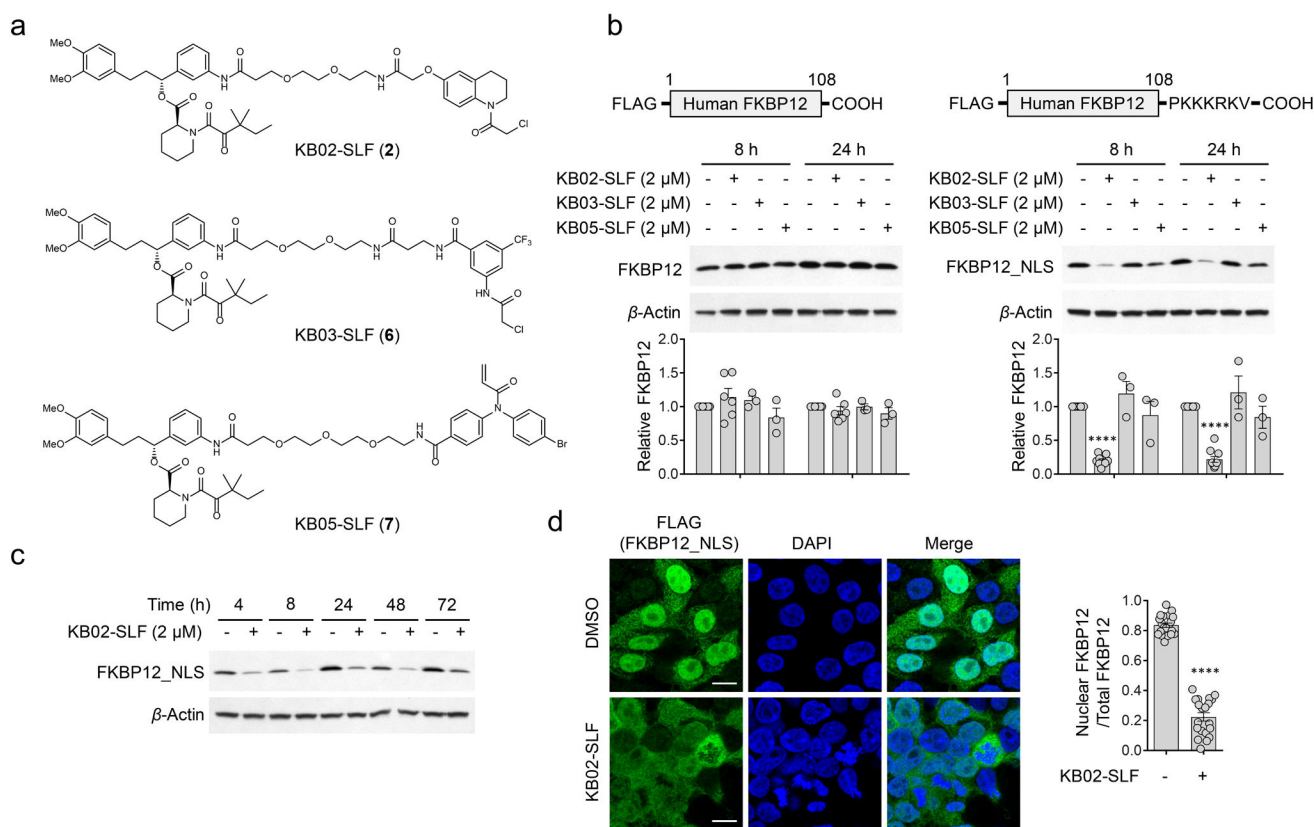 a
MeO
MeO
O
N
H
O
O
O
N
H
O
O
N
O
Cl
O
O
N
O
O
KB02-SLF (2)
MeO
MeO
O
N
H
O
O
O
N
H
O
N
H
O
CF3
NH
O
Cl
O
O
N
O
O
KB03-SLF (6)
MeO
MeO
O
N
H
O
O
O
O
H
N
O
O
N
Br
O
O
N
O
O
KB05-SLF (7)
b
1 108
FLAG Human FKBP12 COOH
8 h 24 h
KB02-SLF (2 μM) - + - - - + - -
KB03-SLF (2 μM) - - + - - - + -
KB05-SLF (2 μM) - - - + - - - +
FKBP12
β-Actin
Relative FKBP12
2.0
1.5
1.0
0.5
0.0
1 108
FLAG Human FKBP12 PKKKRKV COOH
8 h 24 h
KB02-SLF (2 μM) - + - - - + - -
KB03-SLF (2 μM) - - + - - - + -
KB05-SLF (2 μM) - - - + - - - +
FKBP12_NLS
β-Actin
Relative FKBP12
2.0
1.5
1.0
0.5
0.0
**** ****
c
Time (h) 4 8 24 48 72
KB02-SLF (2 μM) - + - + - + - + - +
FKBP12_NLS
β-Actin
d
FLAG
(FKBP12_NLS) DAPI Merge
DMSO
KB02-SLF
Nuclear FKBP12
/Total FKBP12
1.0
0.8
0.6
0.4
0.2
0.0
****
KB02-SLF - +